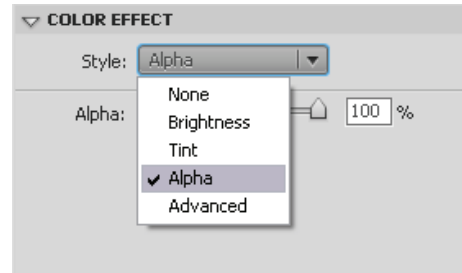 COLOR EFFECT
Style: Alpha
Alpha: 100 %
None
Brightness
Tint
Alpha
Advanced